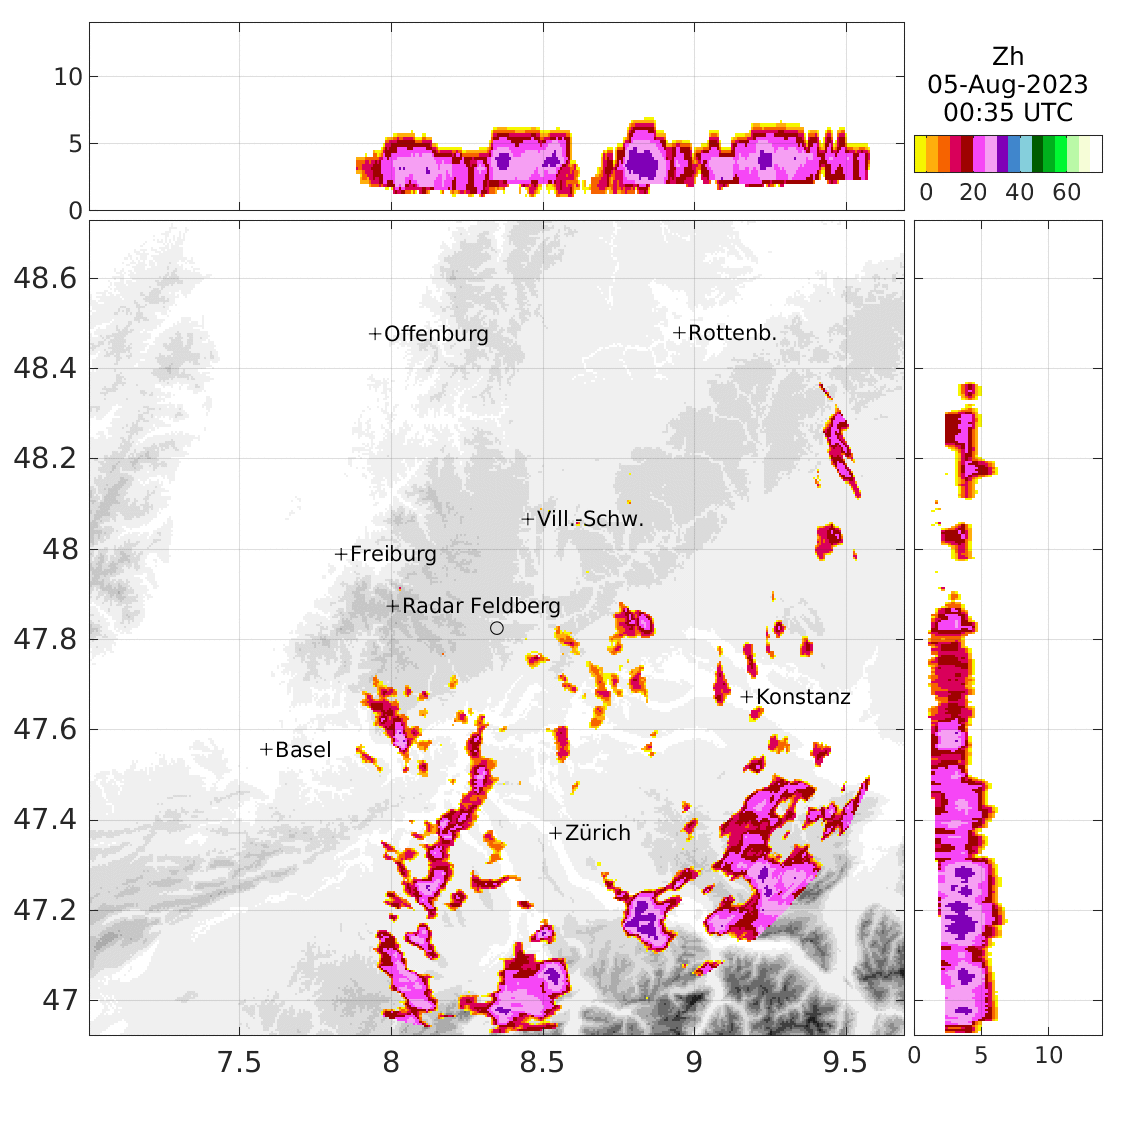 Zh
05-Aug-2023
00:35 UTC
0 20 40 60
10
5
0
48.6
48.4
48.2
48
47.8
47.6
47.4
47.2
47
+Offenburg
+Rottenb.
+Vill.-Schw.
+Freiburg
+Radar Feldberg
+Konstanz
+Basel
+Zürich
7.5 8 8.5 9 9.5
0 5 10